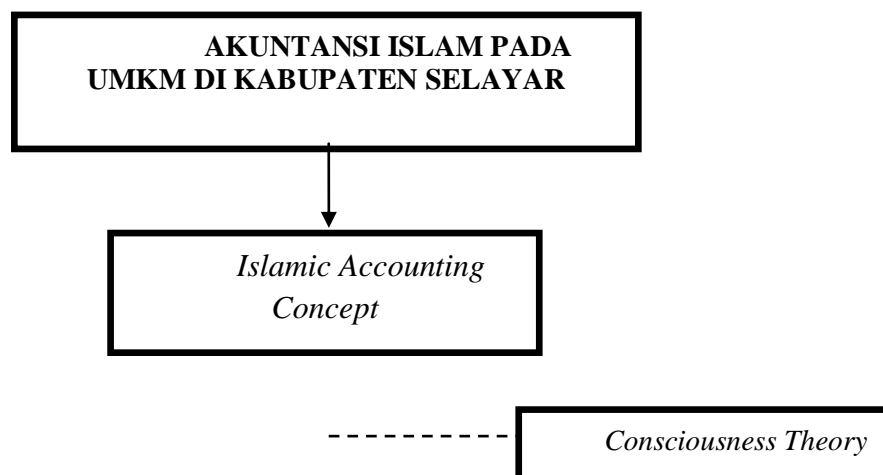 AKUNTANSI ISLAM PADA
UMKM DI KABUPATEN SELAYAR
Islamic Accounting
Concept
Consciousness Theory